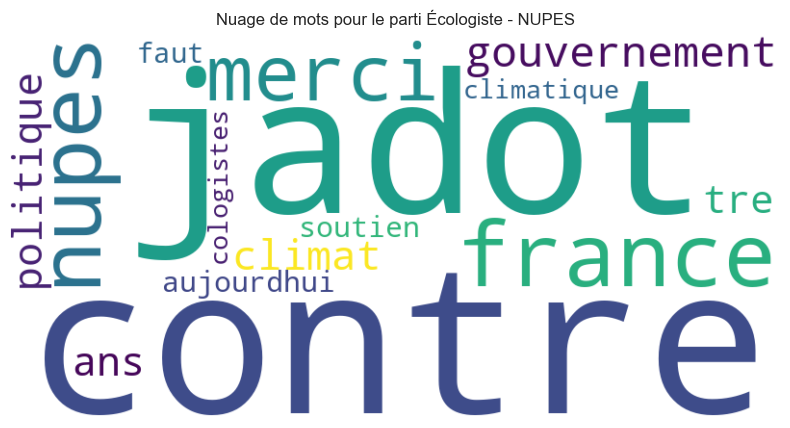 Nuage de mots pour le parti Écologiste - NUPES
faut
merci
gouvernement
climatique
politique
nupes
jadot
cologistes
tre
soutien
france
climat
aujourdhui
contre
ans